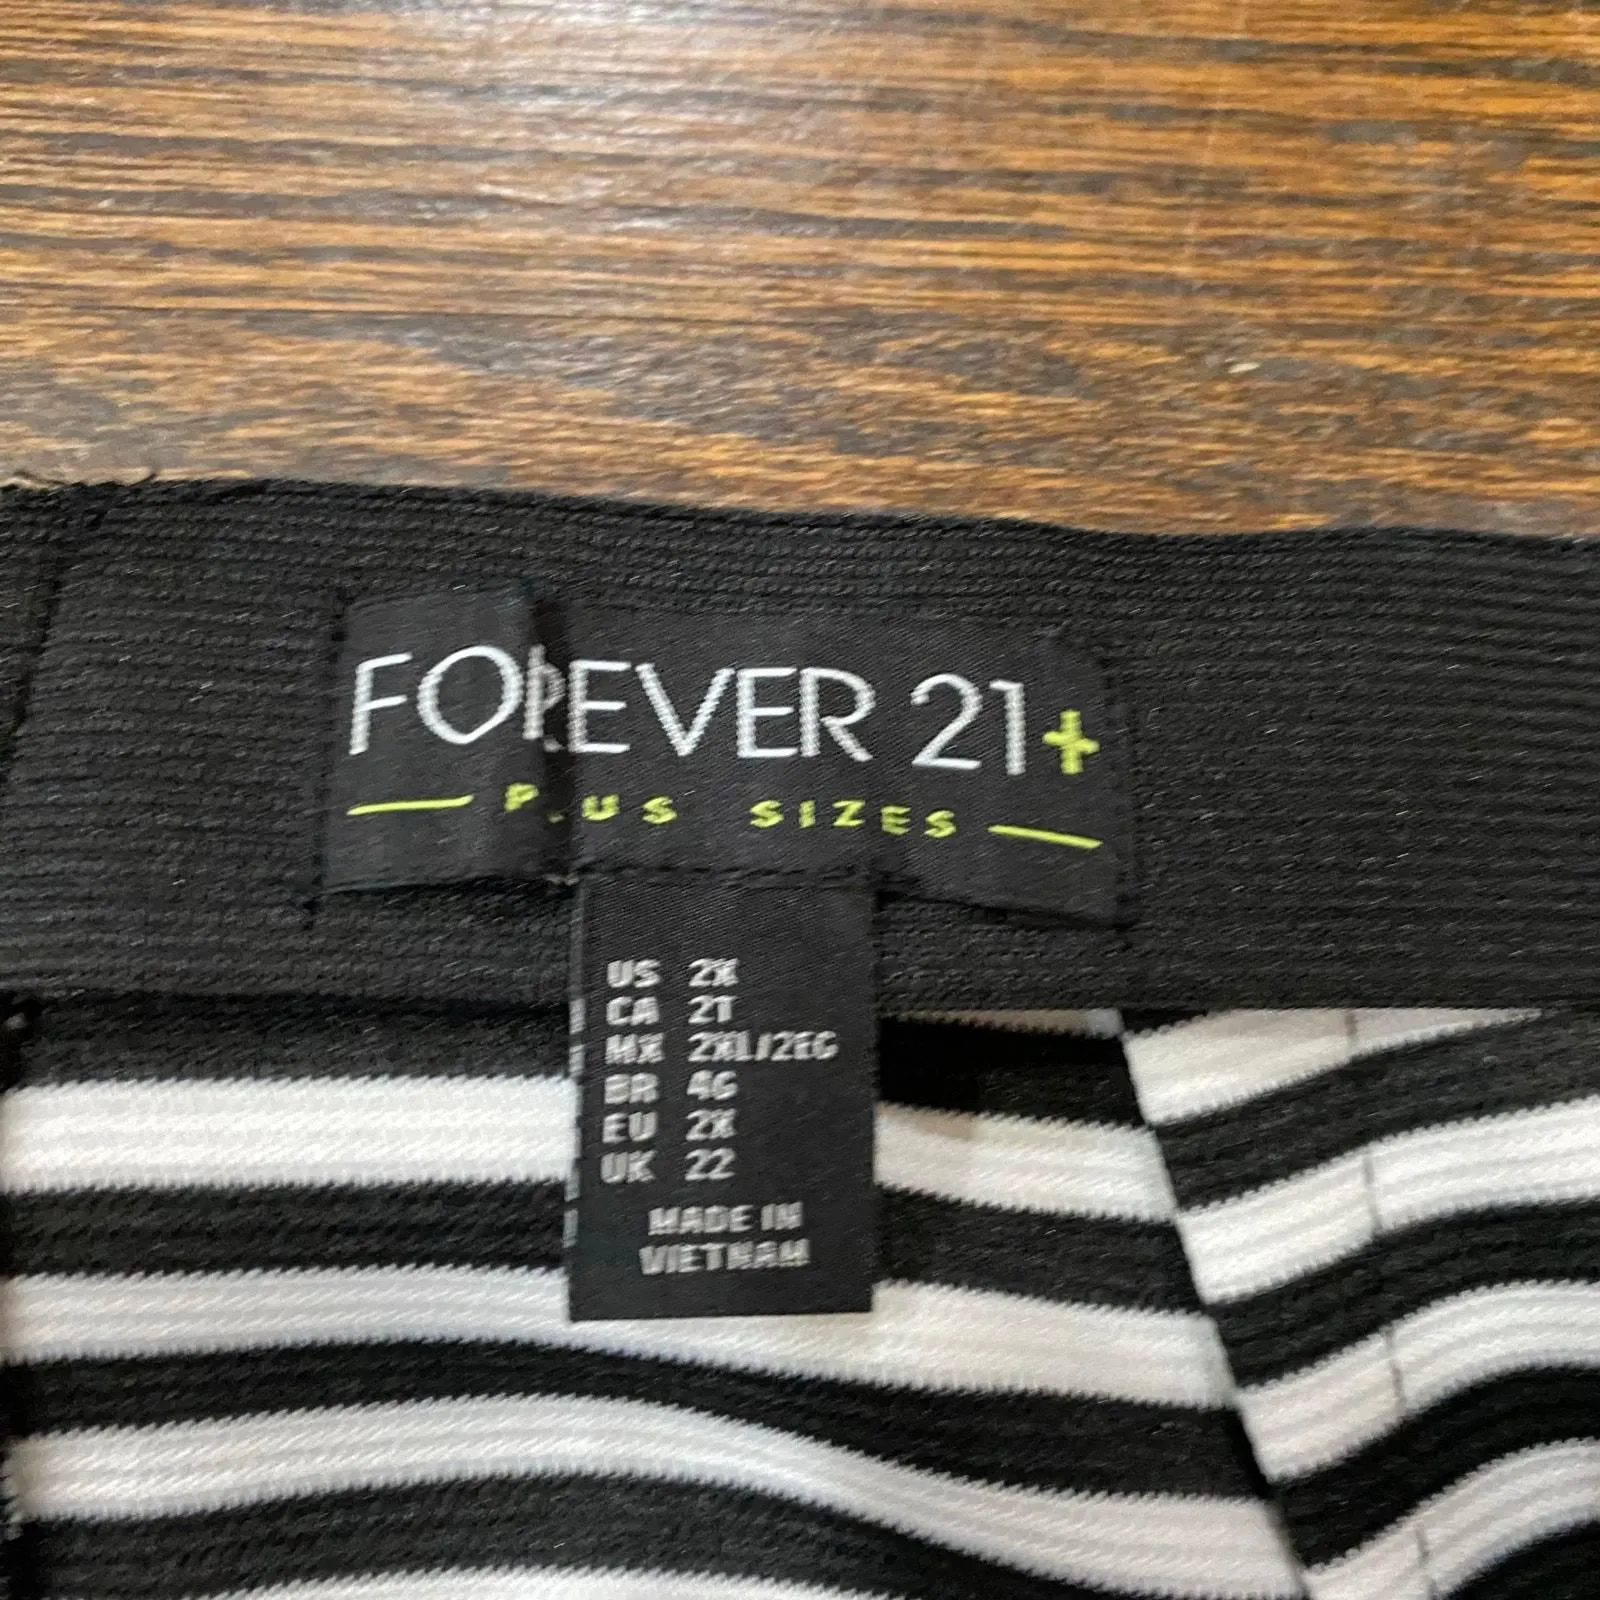 FOREVER 21+
PLUS SIZES
US 2X
CA 2T
MX 2XL/2EG
BR 4G
EU 2X
UK 22
MADE IN
VIETNAM